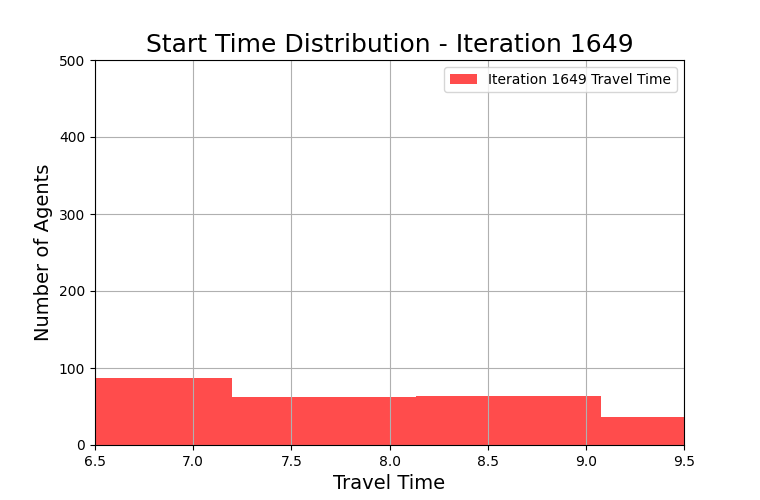 Start Time Distribution - Iteration 1649
Iteration 1649 Travel Time
Number of Agents
500
400
300
200
100
0
6.5 7.0 7.5 8.0 8.5 9.0 9.5
Travel Time